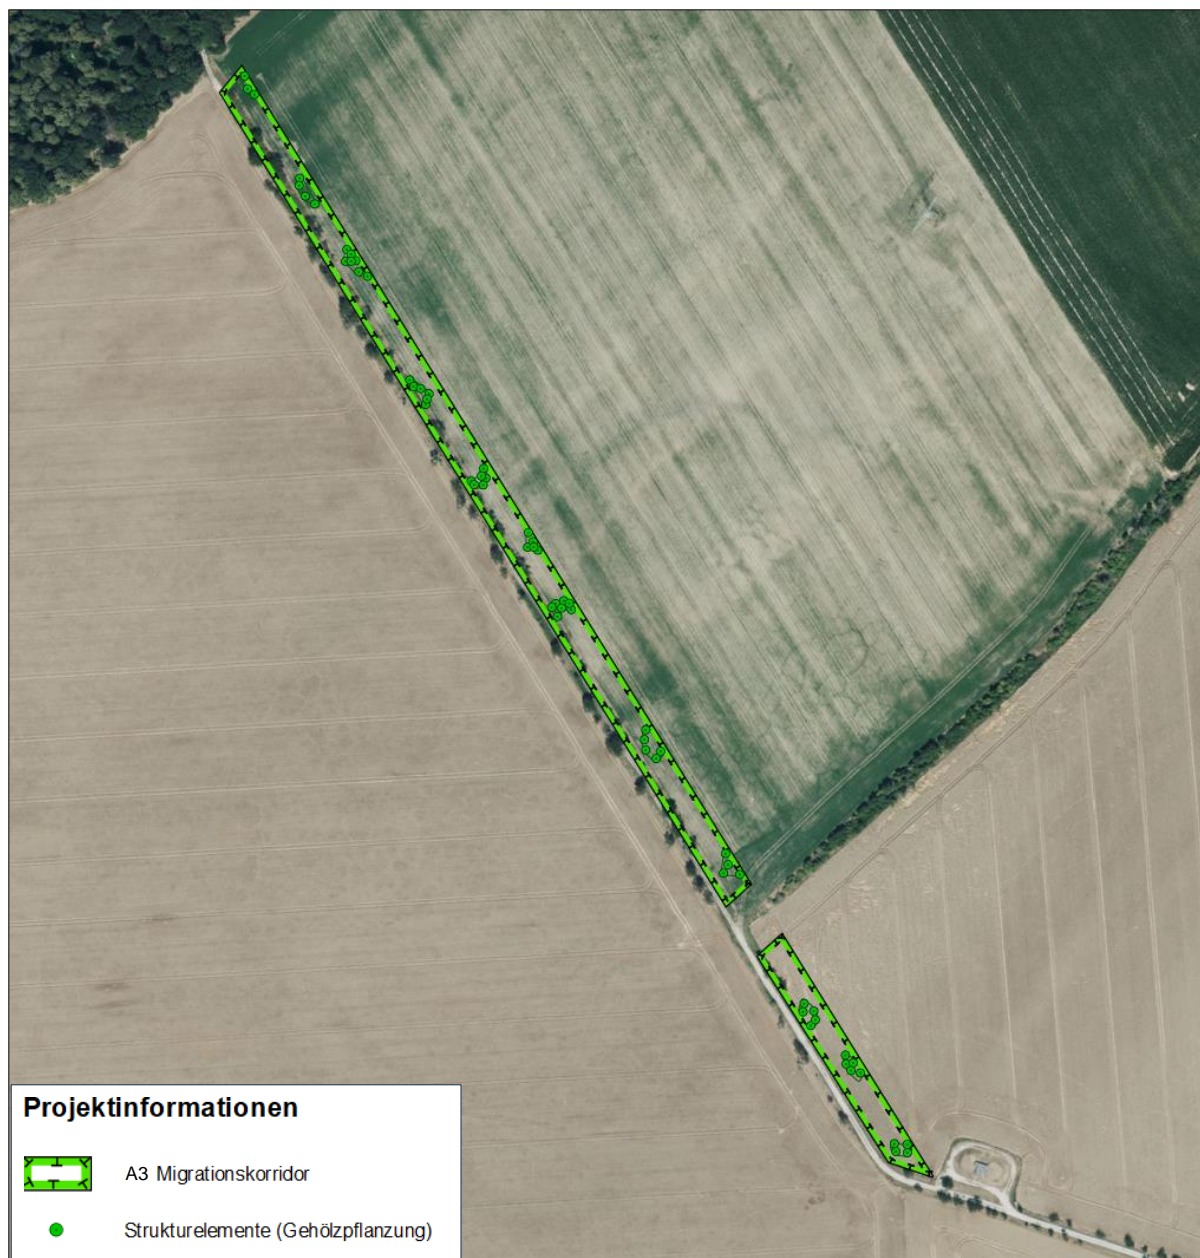 Projektinformationen
A3 Migrationskorridor
Strukturelemente (Gehölzpflanzung)